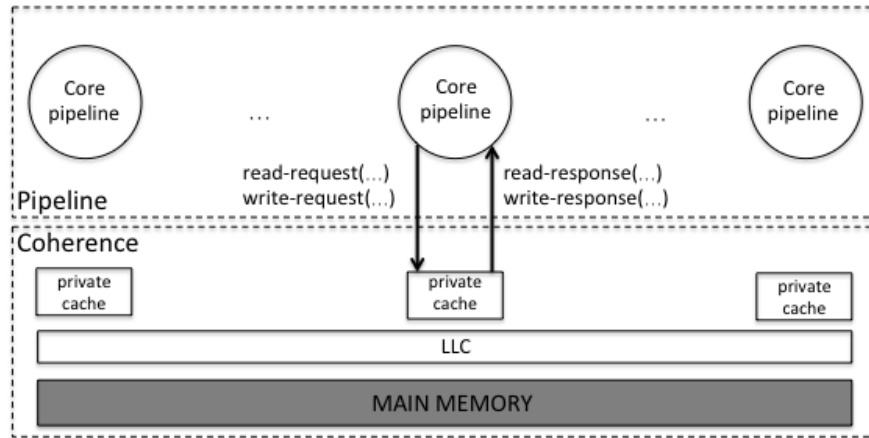 Core
pipeline
...
Core
pipeline
...
Core
pipeline
read-request(...)
write-request(...)
read-response(...)
write-response(...)
Pipeline
Coherence
private
cache
private
cache
private
cache
LLC
MAIN MEMORY